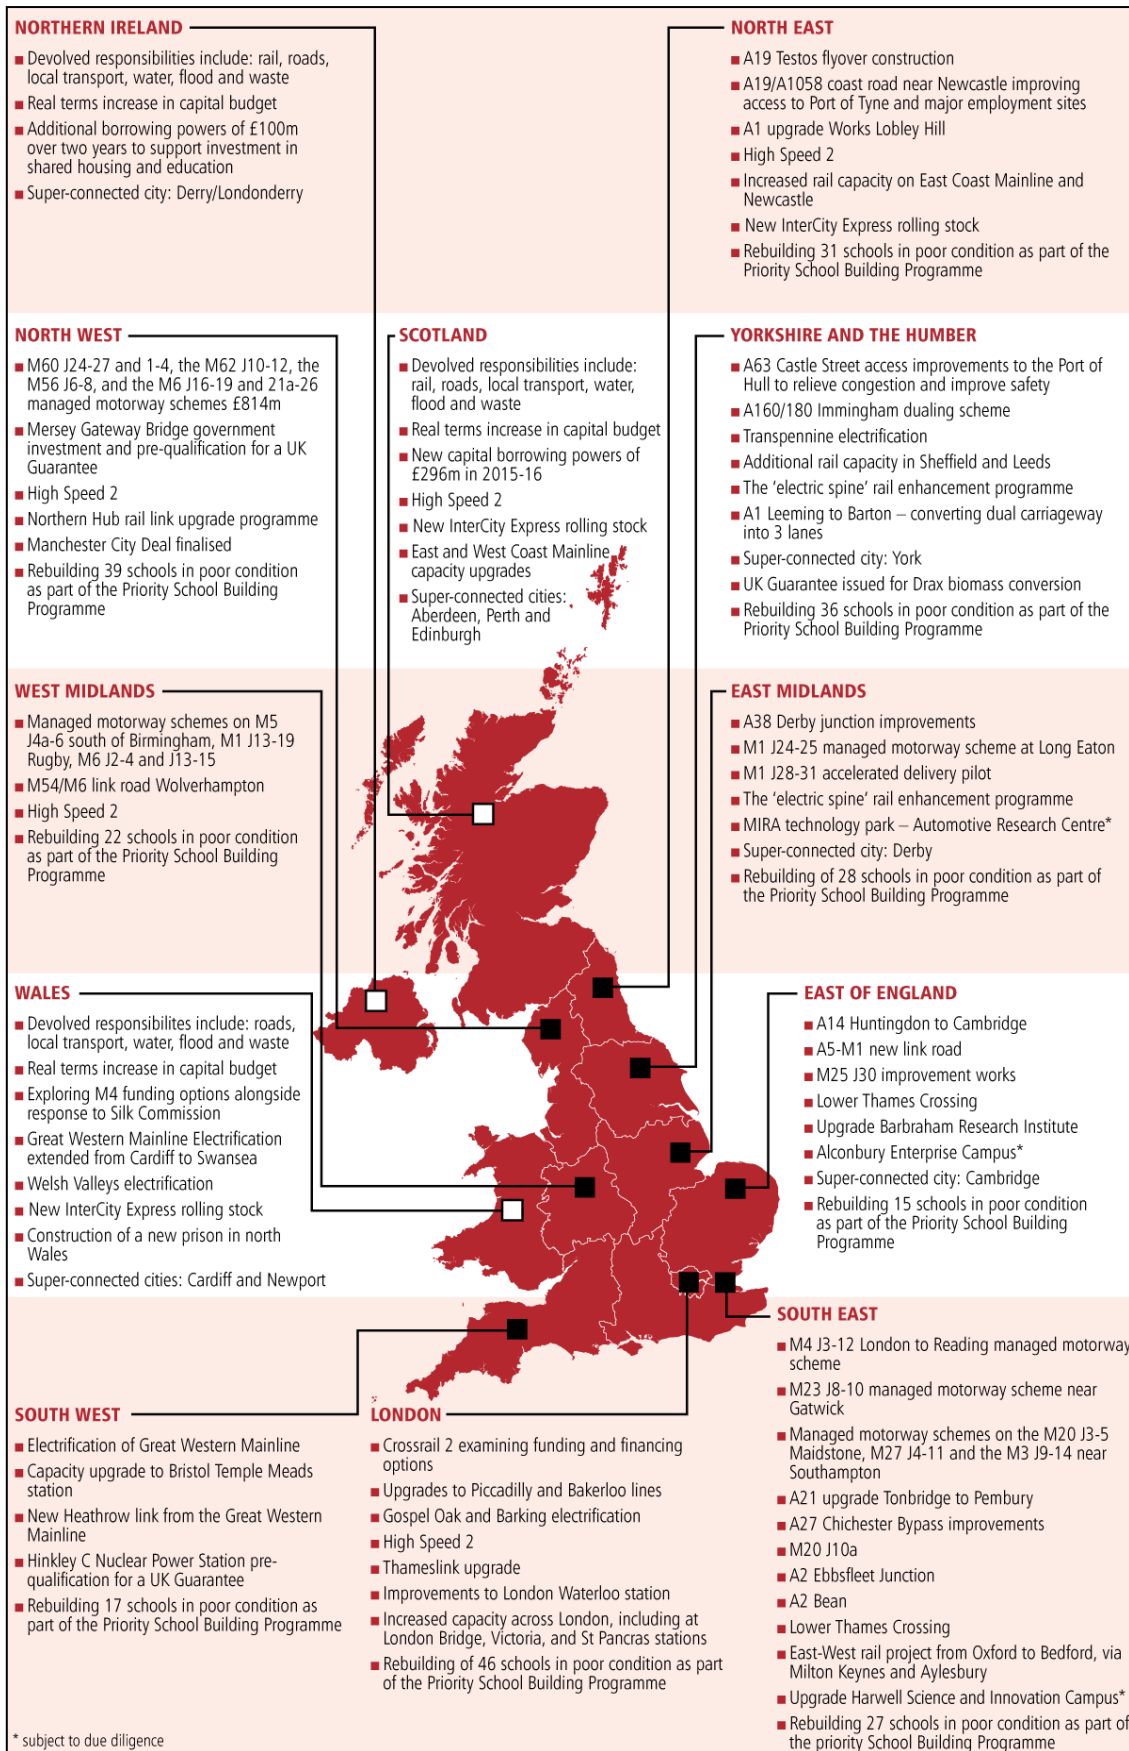 NORTHERN IRELAND
■ Devolved responsibilities include: rail, roads,
local transport, water, flood and waste
■ Real terms increase in capital budget
■ Additional borrowing powers of £100m
over two years to support investment in
shared housing and education
■ Super-connected city: Derry/Londonderry
NORTH EAST
■ A19 Testos flyover construction
■ A19/A1058 coast road near Newcastle improving
access to Port of Tyne and major employment sites
■ A1 upgrade Works Lobley Hill
■ High Speed 2
■ Increased rail capacity on East Coast Mainline and
Newcastle
■ New InterCity Express rolling stock
■ Rebuilding 31 schools in poor condition as part of the
Priority School Building Programme
NORTH WEST
■ M60 J24-27 and 1-4, the M62 J10-12, the
M56 J6-8, and the M6 J16-19 and 21a-26
managed motorway schemes £814m
■ Mersey Gateway Bridge government
investment and pre-qualification for a UK
Guarantee
■ High Speed 2
■ Northern Hub rail link upgrade programme
■ Manchester City Deal finalised
■ Rebuilding 39 schools in poor condition
as part of the Priority School Building
Programme
SCOTLAND
■ Devolved responsibilities include:
rail, roads, local transport, water,
flood and waste
■ Real terms increase in capital budget
■ New capital borrowing powers of
£296m in 2015-16
■ High Speed 2
■ New InterCity Express rolling stock
■ East and West Coast Mainline
capacity upgrades
■ Super-connected cities:
Aberdeen, Perth and
Edinburgh
YORKSHIRE AND THE HUMBER
■ A63 Castle Street access improvements to the Port of
Hull to relieve congestion and improve safety
■ A160/180 Immingham dualing scheme
■ Transpennine electrification
■ Additional rail capacity in Sheffield and Leeds
■ The ‘electric spine’ rail enhancement programme
■ A1 Leeming to Barton – converting dual carriageway
into 3 lanes
■ Super-connected city: York
■ UK Guarantee issued for Drax biomass conversion
■ Rebuilding 36 schools in poor condition as part of the
Priority School Building Programme
WEST MIDLANDS
■ Managed motorway schemes on M5
J4a-6 south of Birmingham, M1 J13-19
Rugby, M6 J2-4 and J13-15
■ M54/M6 link road Wolverhampton
■ High Speed 2
■ Rebuilding 22 schools in poor condition
as part of the Priority School Building
Programme
EAST MIDLANDS
■ A38 Derby junction improvements
■ M1 J24-25 managed motorway scheme at Long Eaton
■ M1 J28-31 accelerated delivery pilot
■ The ‘electric spine’ rail enhancement programme
■ MIRA technology park – Automotive Research Centre*
■ Super-connected city: Derby
■ Rebuilding of 28 schools in poor condition as part of
the Priority School Building Programme
WALES
■ Devolved responsibilites include: roads,
local transport, water, flood and waste
■ Real terms increase in capital budget
■ Exploring M4 funding options alongside
response to Silk Commission
■ Great Western Mainline Electrification
extended from Cardiff to Swansea
■ Welsh Valleys electrification
■ New InterCity Express rolling stock
■ Construction of a new prison in north
Wales
■ Super-connected cities: Cardiff and Newport
EAST OF ENGLAND
■ A14 Huntingdon to Cambridge
■ A5-M1 new link road
■ M25 J30 improvement works
■ Lower Thames Crossing
■ Upgrade Barbraham Research Institute
■ Alconbury Enterprise Campus*
■ Super-connected city: Cambridge
■ Rebuilding 15 schools in poor condition
as part of the Priority School Building
Programme
SOUTH WEST
■ Electrification of Great Western Mainline
■ Capacity upgrade to Bristol Temple Meads
station
■ New Heathrow link from the Great Western
Mainline
■ Hinkley C Nuclear Power Station pre-
qualification for a UK Guarantee
■ Rebuilding 17 schools in poor condition as
part of the Priority School Building Programme
LONDON
■ Crossrail 2 examining funding and financing
options
■ Upgrades to Piccadilly and Bakerloo lines
■ Gospel Oak and Barking electrification
■ High Speed 2
■ Thameslink upgrade
■ Improvements to London Waterloo station
■ Increased capacity across London, including at
London Bridge, Victoria, and St Pancras stations
■ Rebuilding of 46 schools in poor condition as part
of the Priority School Building Programme
SOUTH EAST
■ M4 J3-12 London to Reading managed motorway
scheme
■ M23 J8-10 managed motorway scheme near
Gatwick
■ Managed motorway schemes on the M20 J3-5
Maidstone, M27 J4-11 and the M3 J9-14 near
Southampton
■ A21 upgrade Tonbridge to Pembury
■ A27 Chichester Bypass improvements
■ M20 J10a
■ A2 Ebbsfleet Junction
■ A2 Bean
■ Lower Thames Crossing
■ East-West rail project from Oxford to Bedford, via
Milton Keynes and Aylesbury
■ Upgrade Harwell Science and Innovation Campus*
■ Rebuilding 27 schools in poor condition as part of
the priority School Building Programme
* subject to due diligence